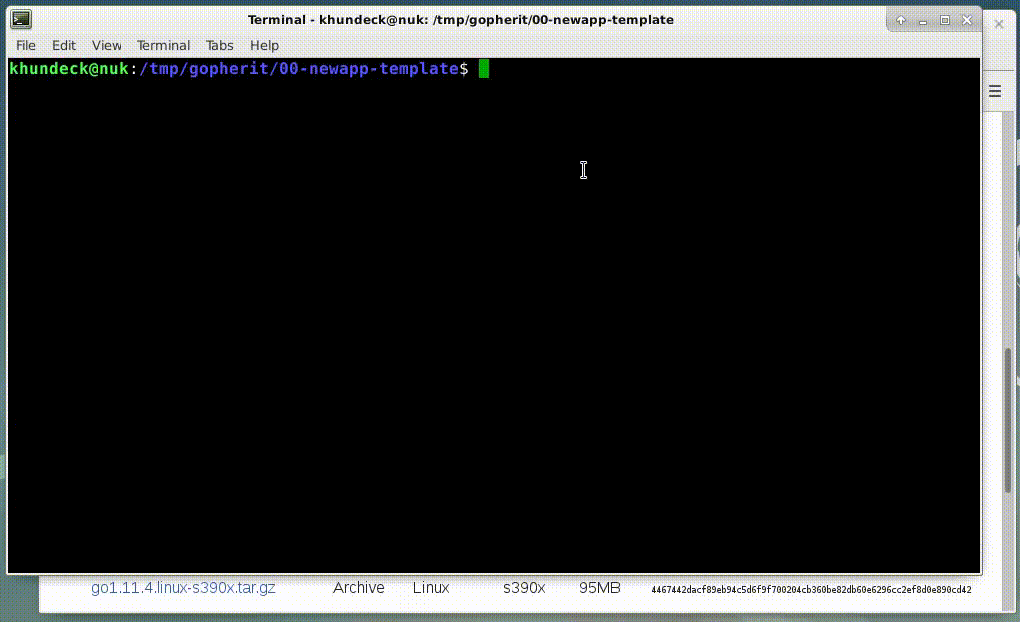 Terminal - khundeck@nuk: /tmp/gopherit/00-newapp-template
File Edit View Terminal Tabs Help
khundeck@nuk:/tmp/gopherit/00-newapp-template$
go1.11.4.linux-s390x.tar.gz Archive Linux s390x 95MB 4467442dacf89eb94c5d6f9f700204cb360be82db60e6296cc2ef8d0e890cd42